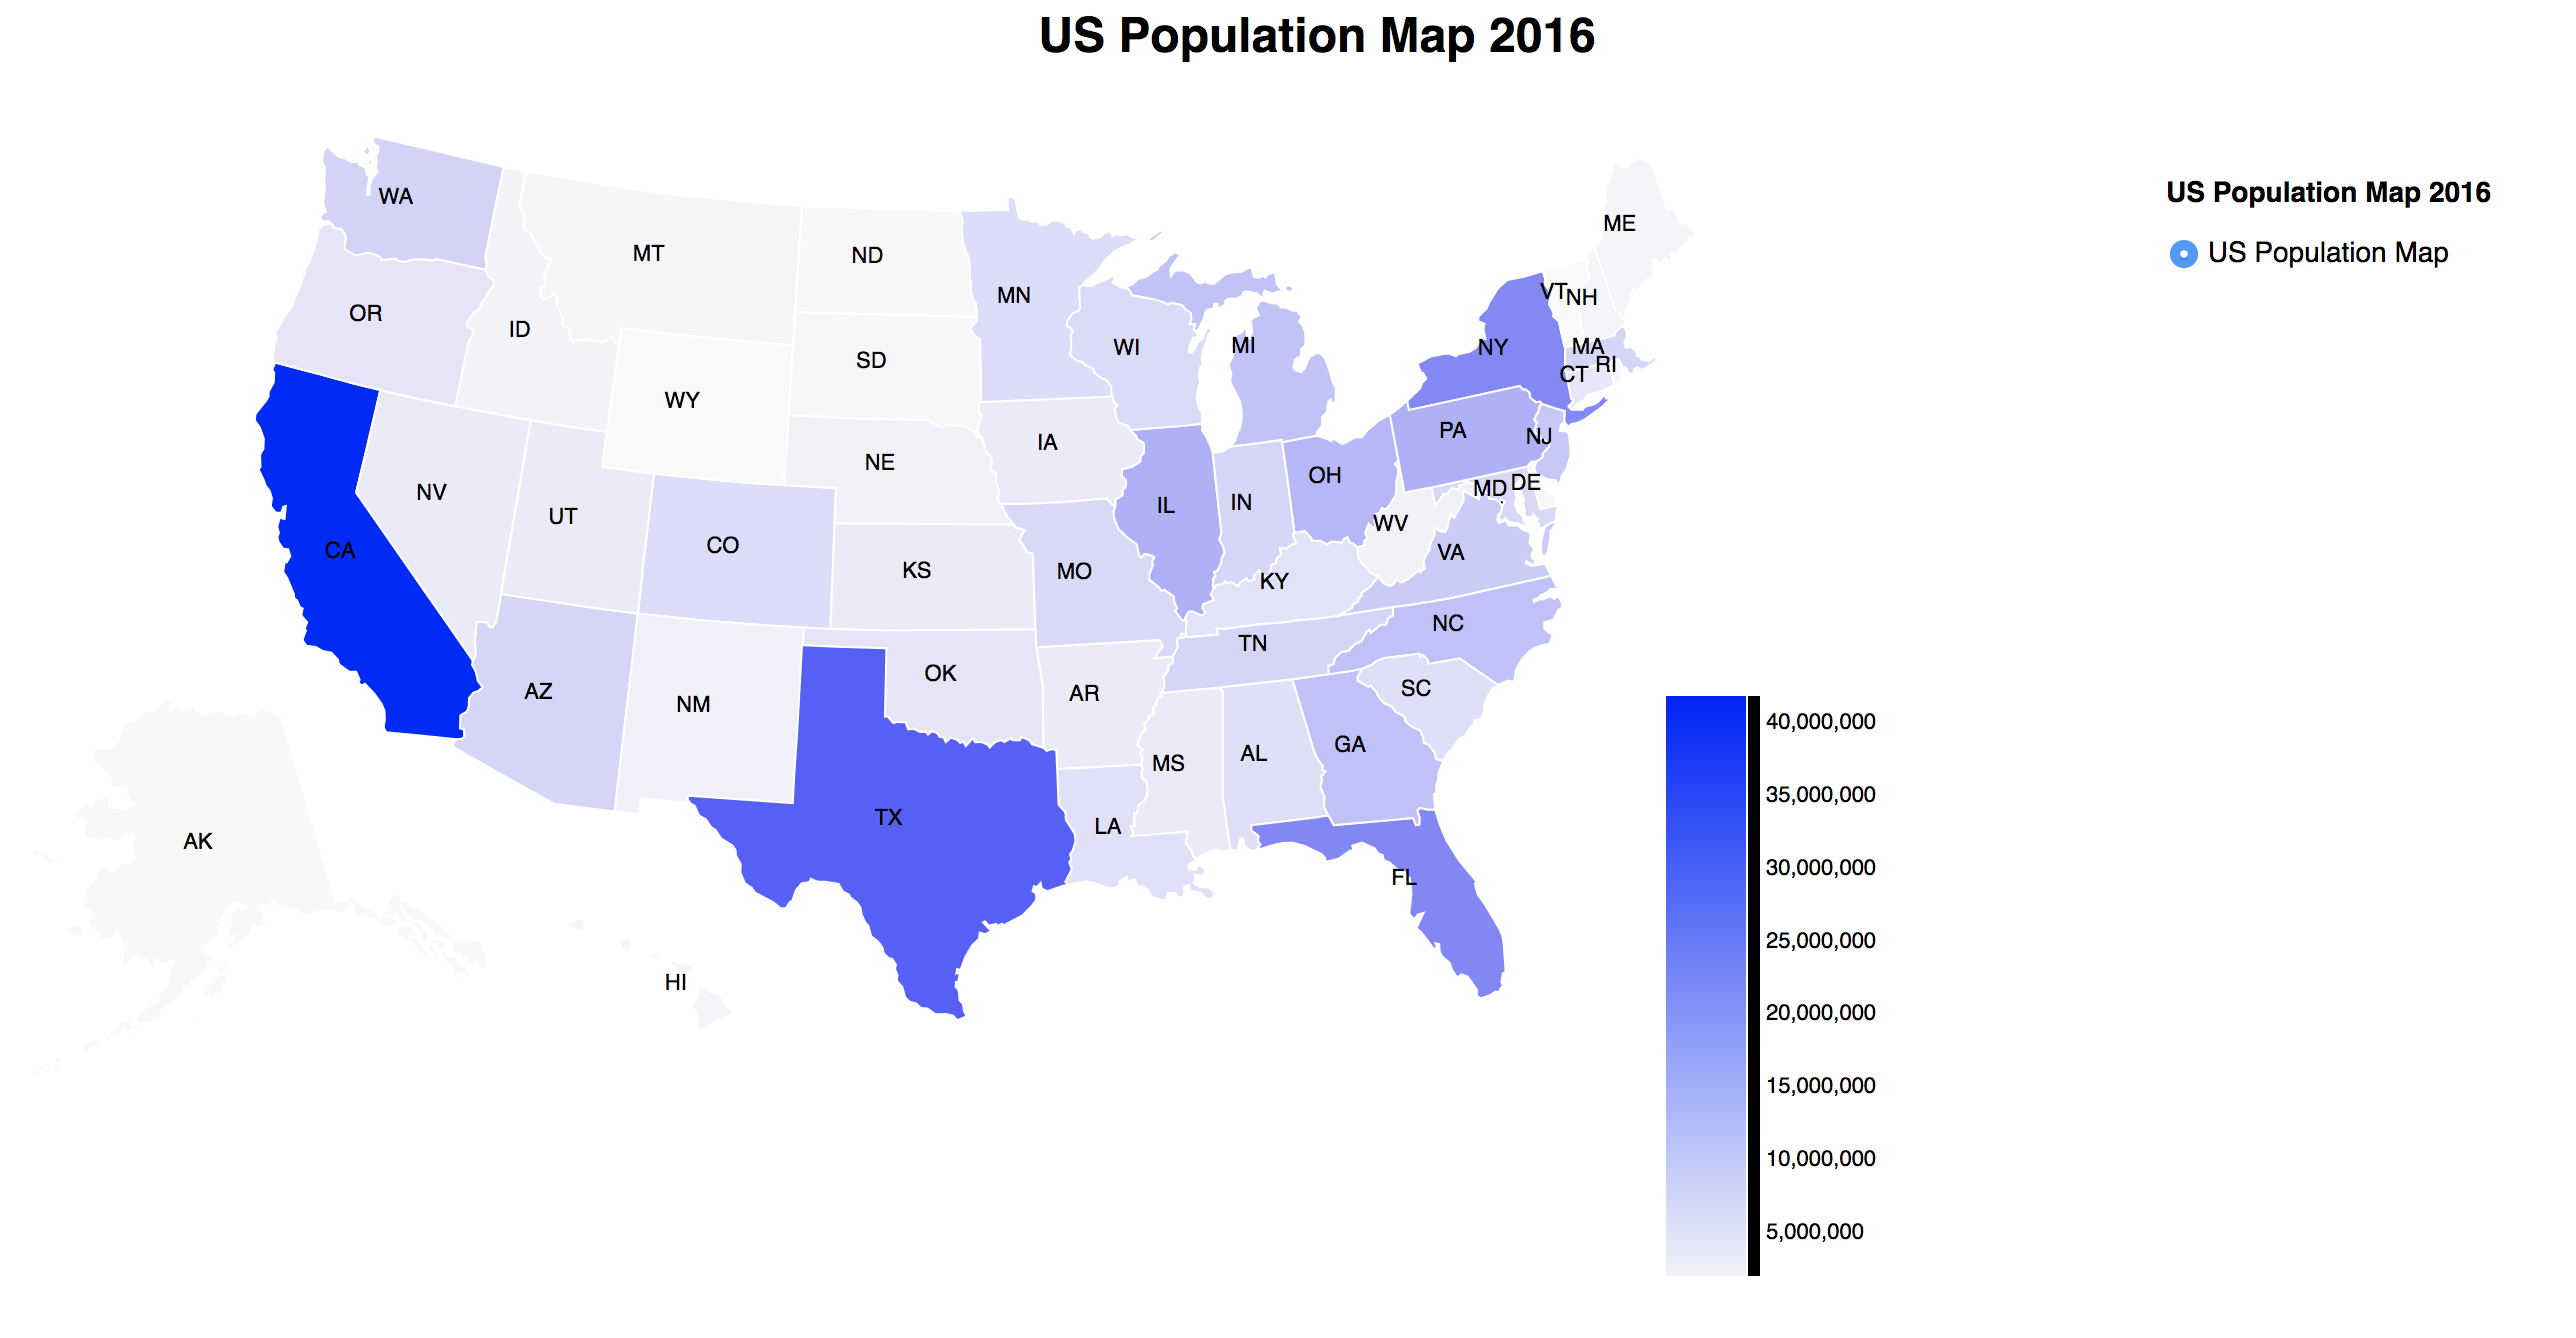 US Population Map 2016
US Population Map 2016
US Population Map
WA
MT
ND
MN
ME
OR
ID
SD
WI
MI
NY
VT
NH
MA
RI
CT
WY
IA
NE
PA
NJ
NV
UT
CO
KS
MO
IL
IN
OH
MD
DE
WV
VA
CA
KY
NC
TN
AZ
NM
OK
AR
SC
MS
AL
GA
TX
LA
FL
AK
HI
40,000,000
35,000,000
30,000,000
25,000,000
20,000,000
15,000,000
10,000,000
5,000,000